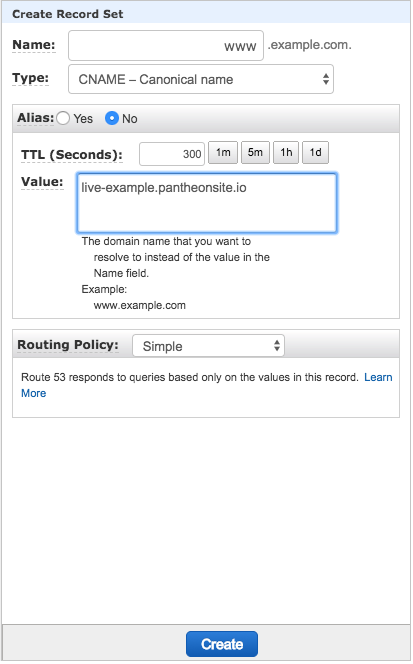 Create Record Set
Name: www .example.com.
Type: CNAME – Canonical name
Alias: Yes No
TTL (Seconds): 300 1m 5m 1h 1d
Value: live-example.pantheonsite.io
The domain name that you want to
resolve to instead of the value in the
Name field.
Example:
www.example.com
Routing Policy: Simple
Route 53 responds to queries based only on the values in this record. Learn
More
Create